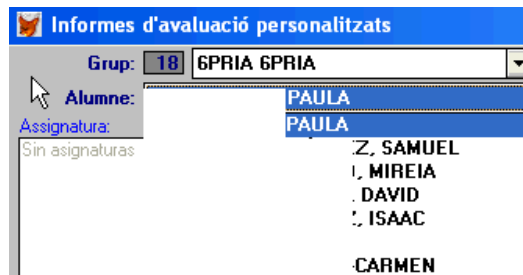 Informes d'avaluació personalitzats
Grup: 18 6PRIA 6PRIA
Alumne: PAULA
PAULA
Assignatura:
Sin asignaturas
Z, SAMUEL
, MIREIA
. DAVID
, ISAAC
CARMEN